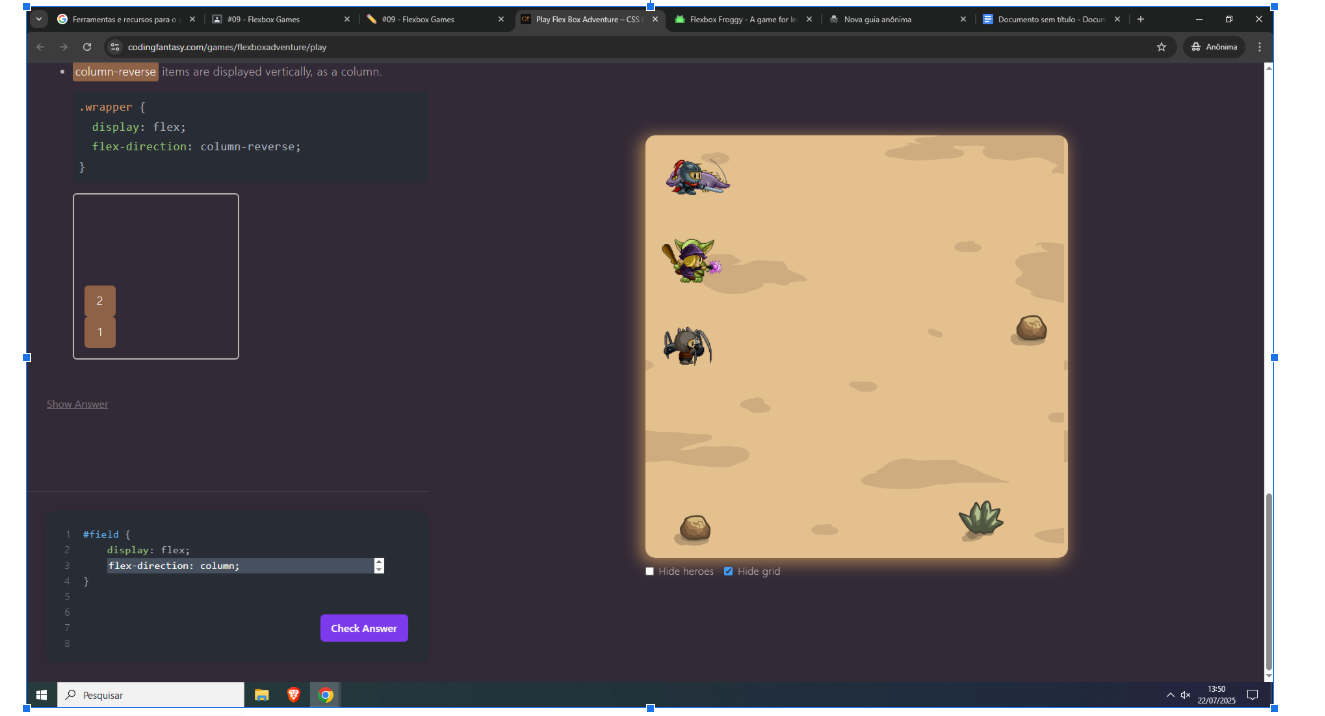 Ferramentas e recursos para o
#09 - Flexbox Games
#09 - Flexbox Games
Play Flex Box Adventure – CSS
Flexbox Froggy - A game for le
Nova guia anônima
Documento sem título - Docun
codingfantasy.com/games/flexboxadventure/play
Anônima
column-reverse items are displayed vertically, as a column.
.wrapper {
display: flex;
flex-direction: column-reverse;
}
2
1
Show Answer
1 #field {
2 display: flex;
3 flex-direction: column;
4 }
5
6
7
8
Check Answer
Hide heroes Hide grid
Pesquisar
13:50
22/07/2025